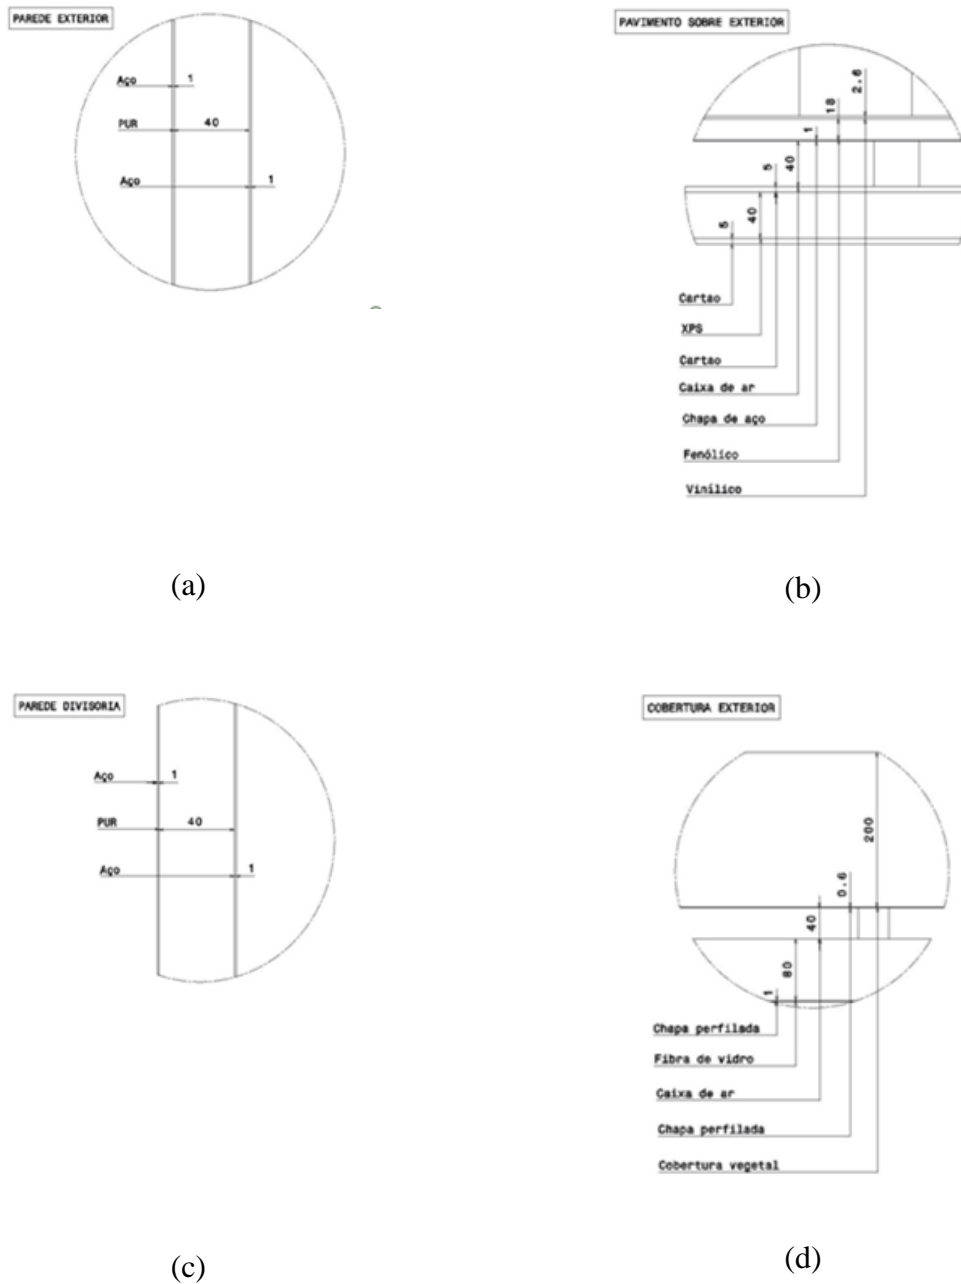 PAREDE EXTERIOR
Aço 1
PUR 40
Aço 1
(a)
PAVIMENTO SOBRE EXTERIOR
2.6
18
1
40
5
40
5
Cartao
XPS
Cartao
Caixa de ar
Chapa de aço
Fenólico
Vinílico
(b)
PAREDE DIVISORIA
Aço 1
PUR 40
Aço 1
(c)
COBERTURA EXTERIOR
200
0.6
40
80
1
Chapa perfilada
Fibra de vidro
Caixa de ar
Chapa perfilada
Cobertura vegetal
(d)